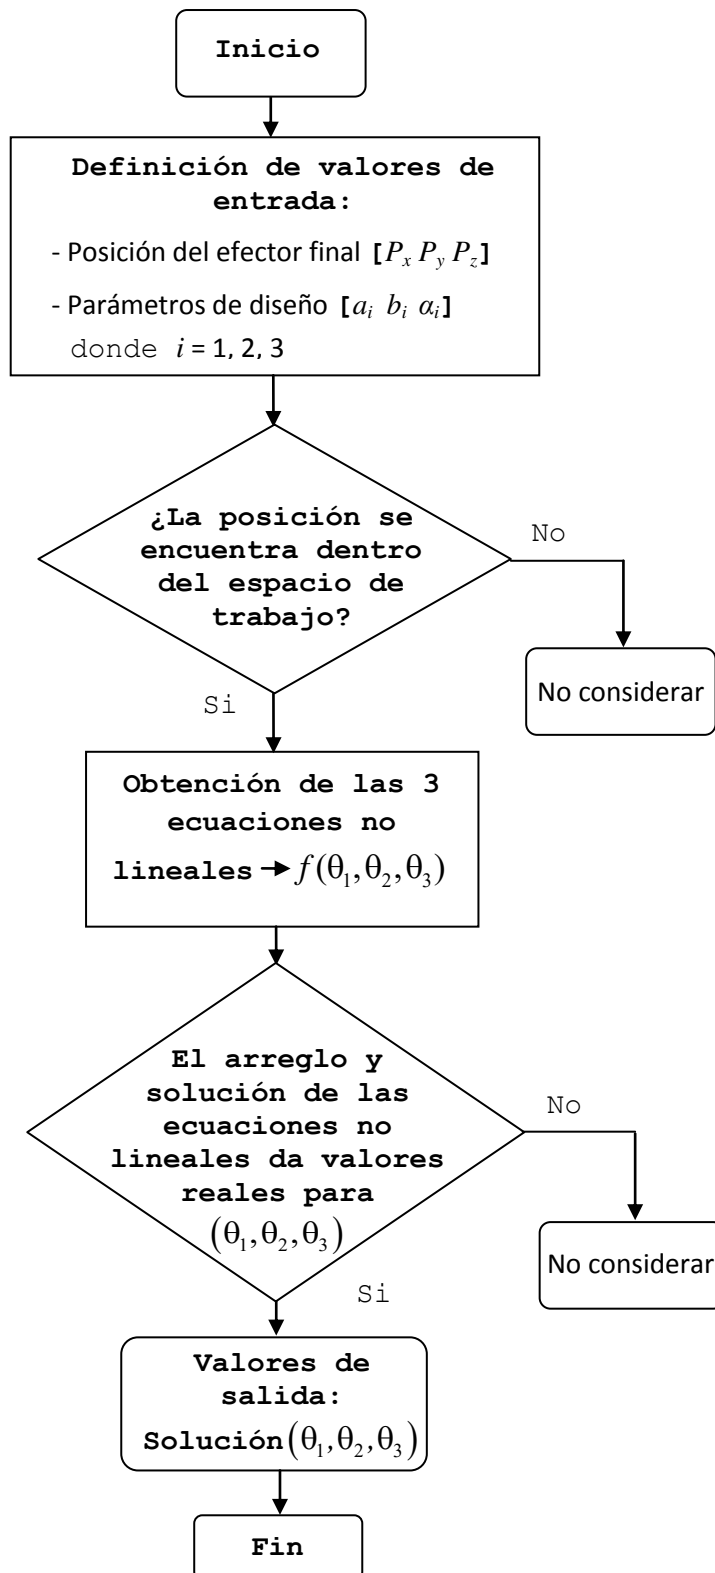 Inicio
Definición de valores de
entrada:
- Posición del efector final [Pₓ P_y P_z]
- Parámetros de diseño [aᵢ bᵢ αᵢ]
donde i = 1, 2, 3
¿La posición se
encuentra dentro
del espacio de
trabajo?
No
No considerar
Si
Obtención de las 3
ecuaciones no
lineales → f(θ₁,θ₂,θ₃)
El arreglo y
solución de las
ecuaciones no
lineales da valores
reales para
(θ₁,θ₂,θ₃)
No
No considerar
Si
Valores de
salida:
Solución(θ₁,θ₂,θ₃)
Fin